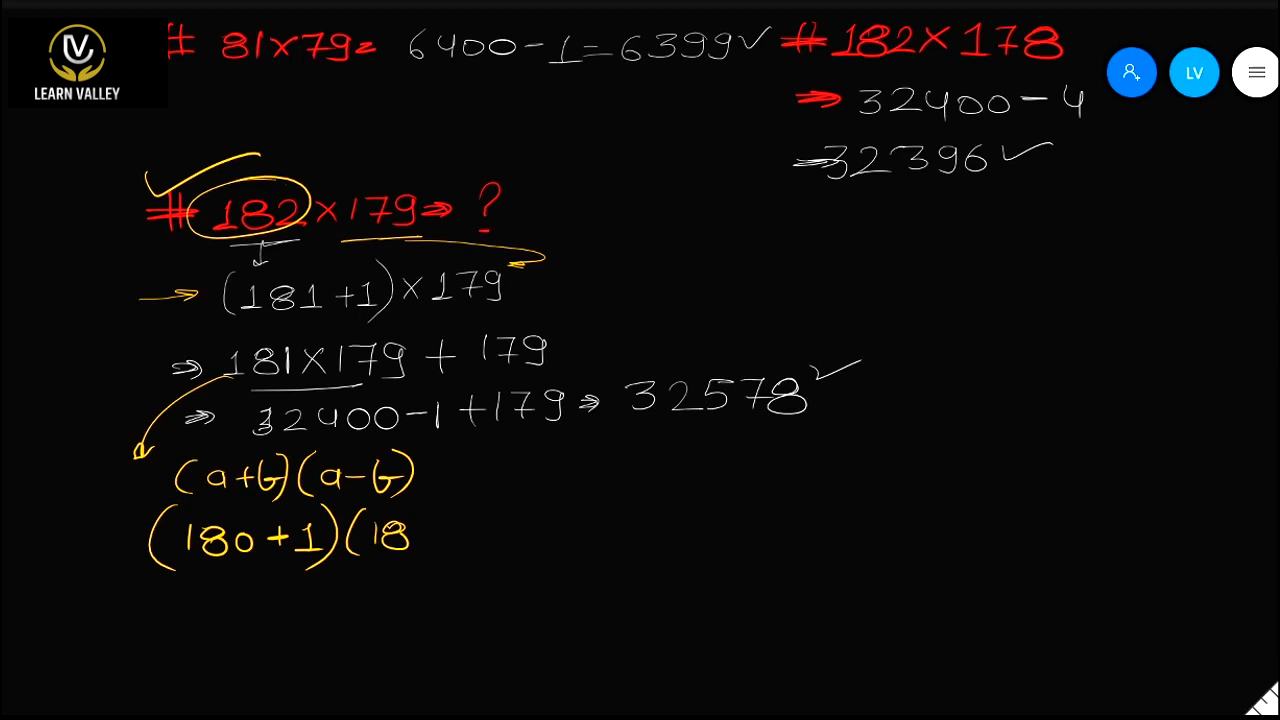 LEARN VALLEY
# 81×79= 6400-1=6399✓
# 182×178
⇒ 32400-4
⇒32396✓
LV
# 182×179⇒ ?
→ (181+1)×179
⇒ 181×179 + 179
⇒ 32400-1+179⇒ 32578✓
(a+b)(a-b)
(180+1)(18